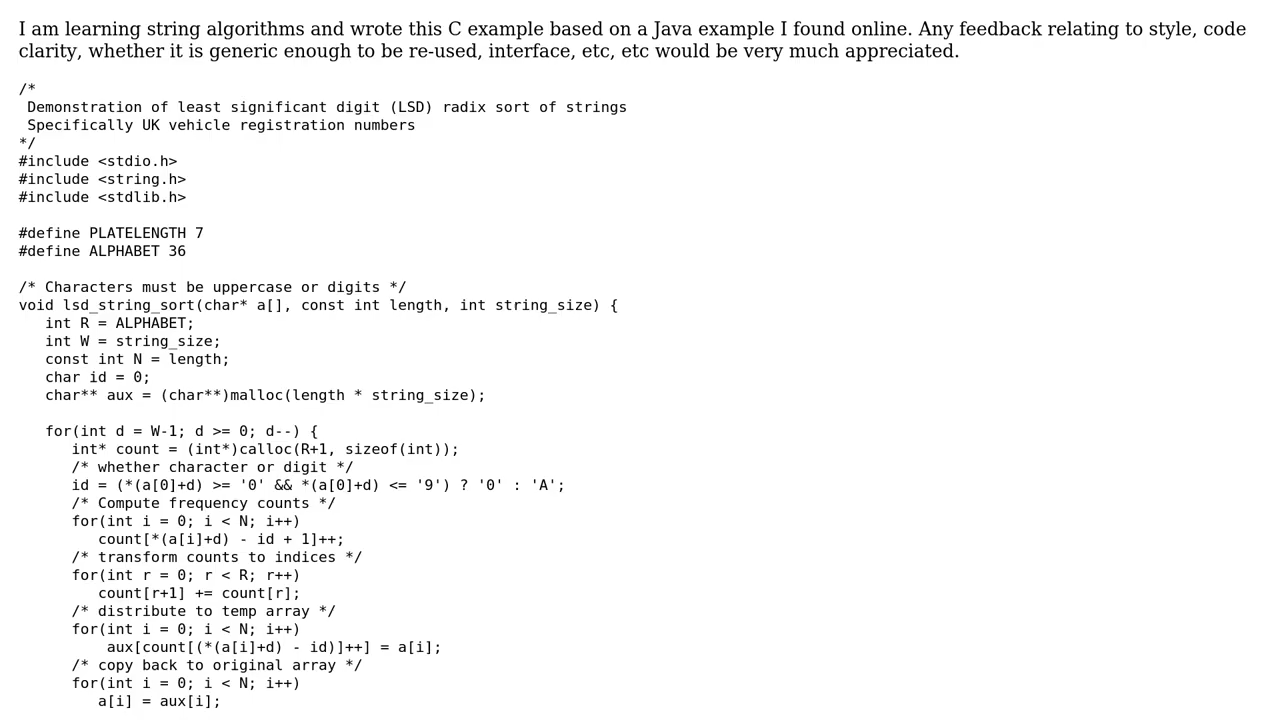 I am learning string algorithms and wrote this C example based on a Java example I found online. Any feedback relating to style, code
clarity, whether it is generic enough to be re-used, interface, etc, etc would be very much appreciated.
/*
 Demonstration of least significant digit (LSD) radix sort of strings
 Specifically UK vehicle registration numbers
*/
#include <stdio.h>
#include <string.h>
#include <stdlib.h>

#define PLATELENGTH 7
#define ALPHABET 36

/* Characters must be uppercase or digits */
void lsd_string_sort(char* a[], const int length, int string_size) {
   int R = ALPHABET;
   int W = string_size;
   const int N = length;
   char id = 0;
   char** aux = (char**)malloc(length * string_size);

   for(int d = W-1; d >= 0; d--) {
      int* count = (int*)calloc(R+1, sizeof(int));
      /* whether character or digit */
      id = (*(a[0]+d) >= '0' && *(a[0]+d) <= '9') ? '0' : 'A';
      /* Compute frequency counts */
      for(int i = 0; i < N; i++)
         count[*(a[i]+d) - id + 1]++;
      /* transform counts to indices */
      for(int r = 0; r < R; r++)
         count[r+1] += count[r];
      /* distribute to temp array */
      for(int i = 0; i < N; i++)
          aux[count[(*(a[i]+d) - id)]++] = a[i];
      /* copy back to original array */
      for(int i = 0; i < N; i++)
         a[i] = aux[i];